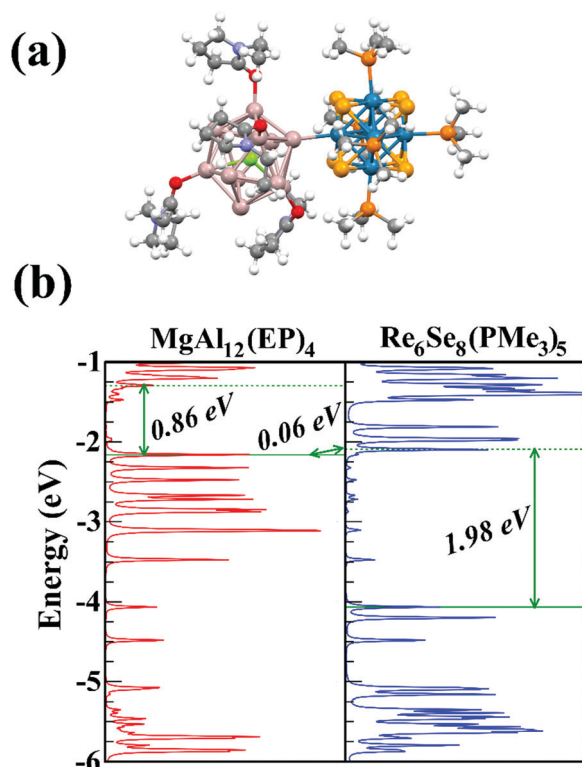 (a)
(b)
MgAl₁₂(EP)₄ Re₆Se₈(PMe₃)₅
Energy (eV)
-1
-2
-3
-4
-5
-6
0.86 eV
0.06 eV
1.98 eV